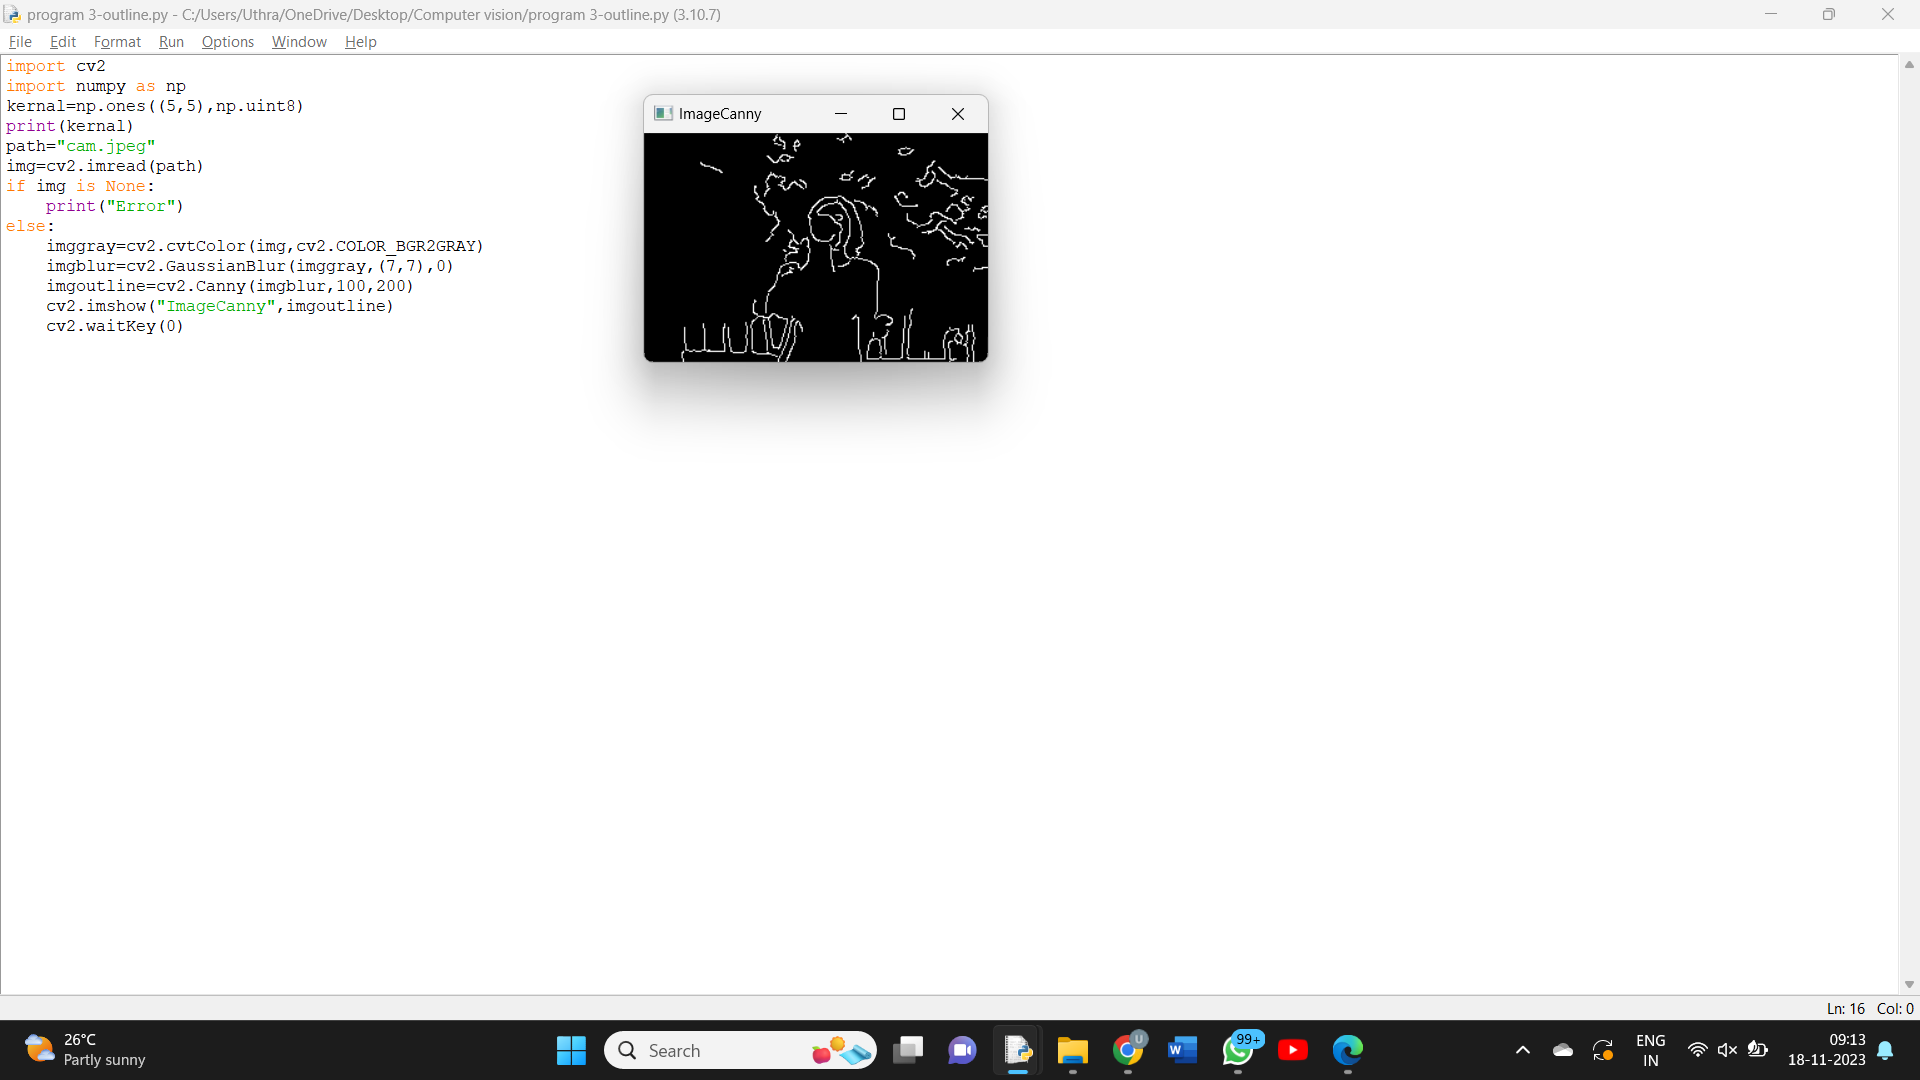 program 3-outline.py - C:/Users/Uthra/OneDrive/Desktop/Computer vision/program 3-outline.py (3.10.7)
File Edit Format Run Options Window Help
import cv2
import numpy as np
kernal=np.ones((5,5),np.uint8)
print(kernal)
path="cam.jpeg"
img=cv2.imread(path)
if img is None:
    print("Error")
else:
    imggray=cv2.cvtColor(img,cv2.COLOR_BGR2GRAY)
    imgblur=cv2.GaussianBlur(imggray,(7,7),0)
    imgoutline=cv2.Canny(imgblur,100,200)
    cv2.imshow("ImageCanny",imgoutline)
    cv2.waitKey(0)
ImageCanny
Ln: 16 Col: 0
26°C
Partly sunny
Search
U
W
99+
ENG
IN
09:13
18-11-2023